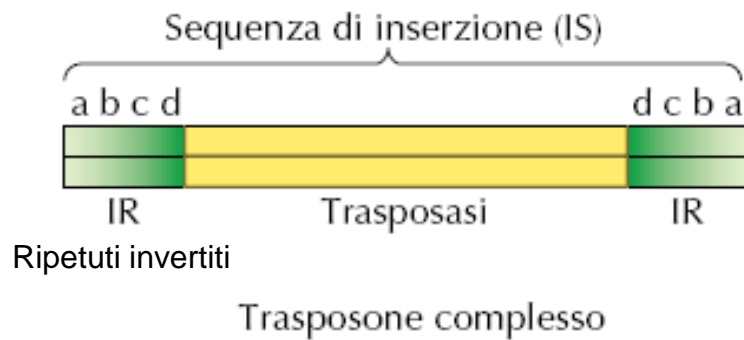 Sequenza di inserzione (IS)
a b c d d c b a
IR Trasposasi IR
Ripetuti invertiti
Trasposone complesso